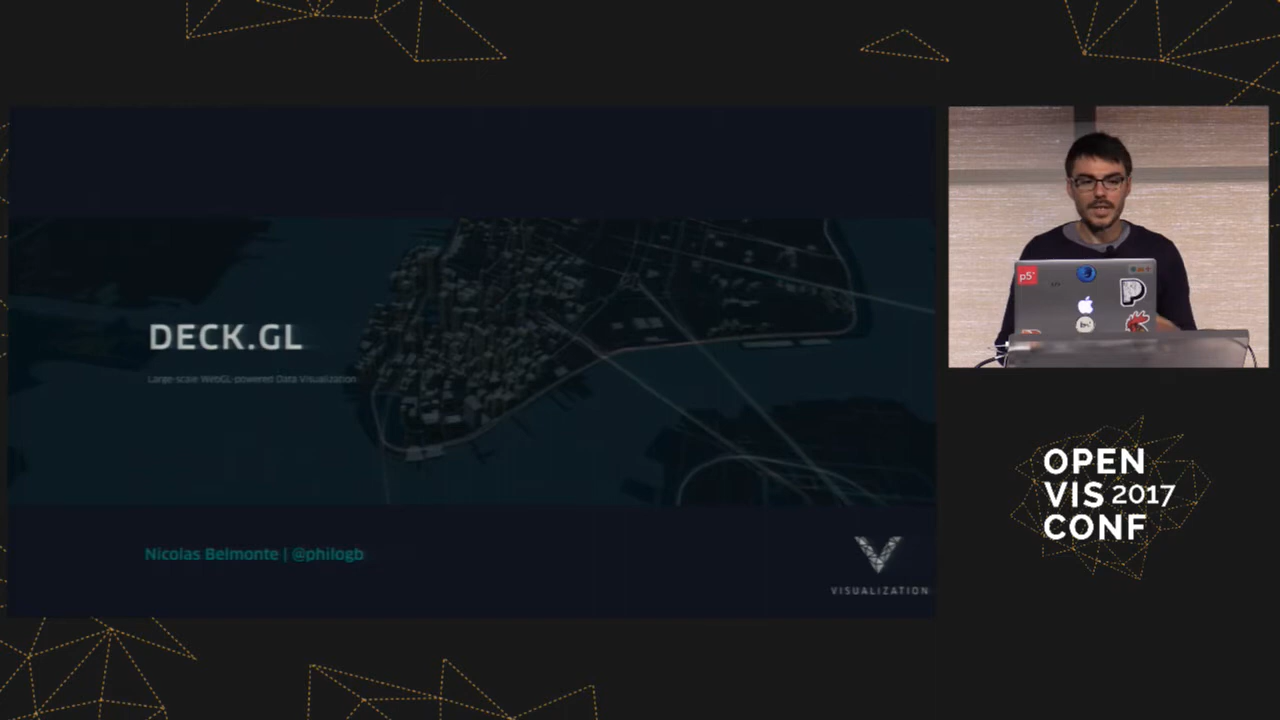 DECK.GL
Large-scale WebGL-powered Data Visualization
Nicolas Belmonte | @philogb
VISUALIZATION
p5*
OPEN
VIS 2017
CONF